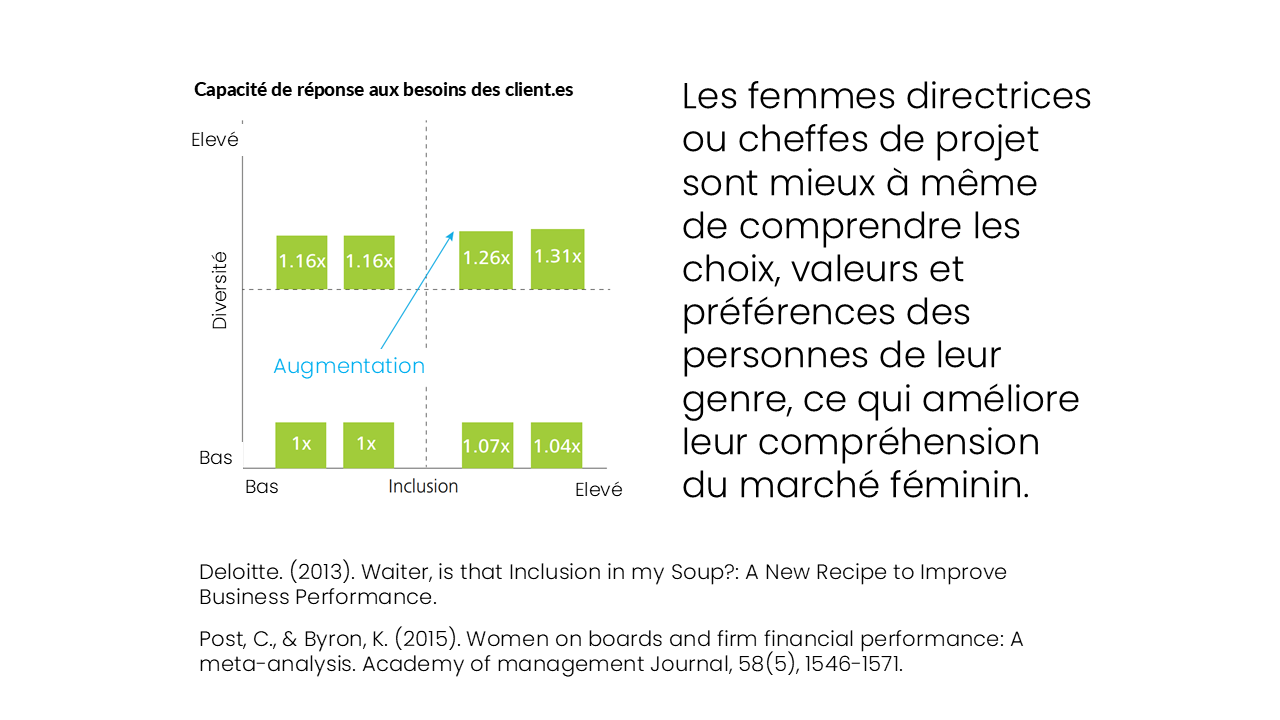 Capacité de réponse aux besoins des client.es
Elevé
Diversité
1.16x 1.16x 1.26x 1.31x
Augmentation
1x 1x 1.07x 1.04x
Bas
Bas Inclusion Elevé
Les femmes directrices
ou cheffes de projet
sont mieux à même
de comprendre les
choix, valeurs et
préférences des
personnes de leur
genre, ce qui améliore
leur compréhension
du marché féminin.
Deloitte. (2013). Waiter, is that Inclusion in my Soup?: A New Recipe to Improve
Business Performance.
Post, C., & Byron, K. (2015). Women on boards and firm financial performance: A
meta-analysis. Academy of management Journal, 58(5), 1546-1571.